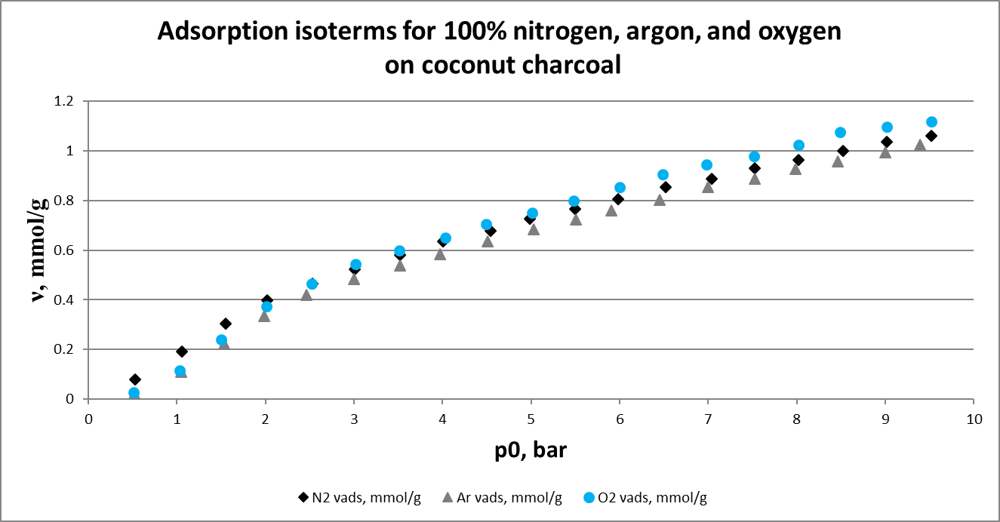 Adsorption isoterms for 100% nitrogen, argon, and oxygen
on coconut charcoal
1.2
1
0.8
0.6
0.4
0.2
0
v, mmol/g
0 1 2 3 4 5 6 7 8 9 10
p0, bar
N2 vads, mmol/g Ar vads, mmol/g O2 vads, mmol/g